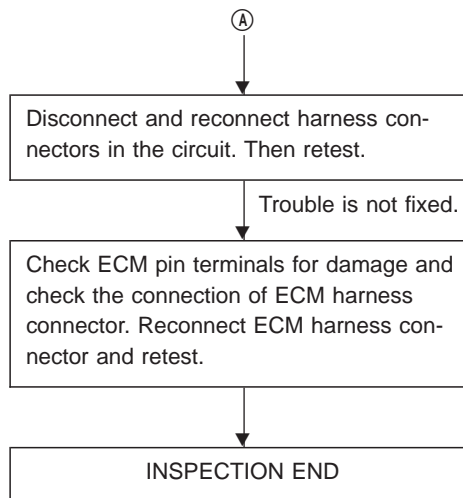 Ⓐ
Disconnect and reconnect harness con-
nectors in the circuit. Then retest.
Trouble is not fixed.
Check ECM pin terminals for damage and
check the connection of ECM harness
connector. Reconnect ECM harness con-
nector and retest.
INSPECTION END